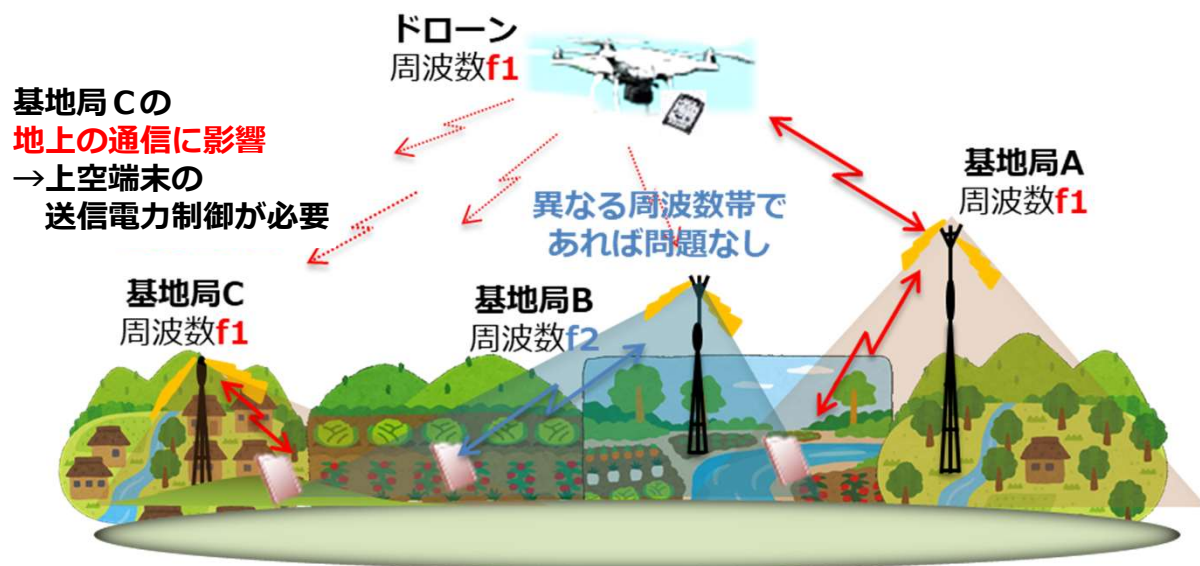 ドローン
周波数f1
基地局Cの
地上の通信に影響
→上空端末の
送信電力制御が必要
異なる周波数帯で
あれば問題なし
基地局A
周波数f1
基地局B
周波数f2
基地局C
周波数f1